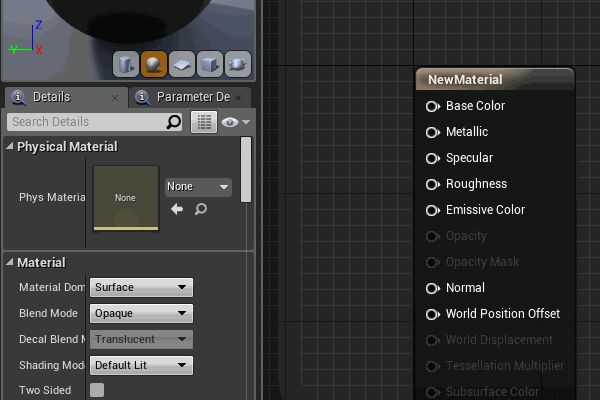 Z
Y
X
Details
Parameter De
Search Details
Physical Material
Phys Materia
None
None
Material
Material Dom
Surface
Blend Mode
Opaque
Decal Blend M
Translucent
Shading Mod
Default Lit
Two Sided
NewMaterial
Base Color
Metallic
Specular
Roughness
Emissive Color
Opacity
Opacity Mask
Normal
World Position Offset
World Displacement
Tessellation Multiplier
Subsurface Color